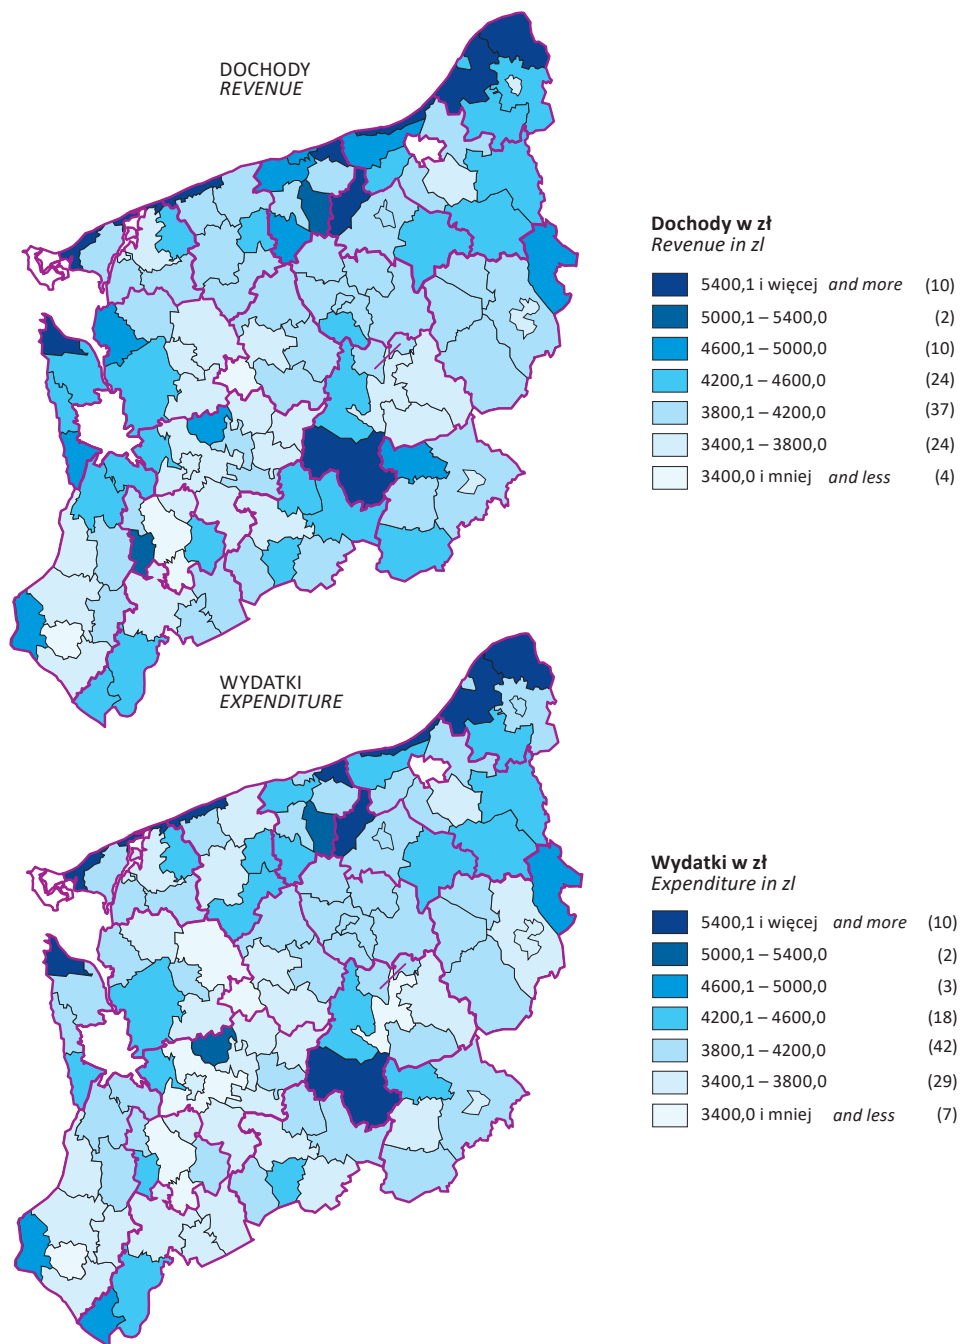 DOCHODY
REVENUE
Dochody w zł
Revenue in zl
5400,1 i więcej and more (10)
5000,1 – 5400,0 (2)
4600,1 – 5000,0 (10)
4200,1 – 4600,0 (24)
3800,1 – 4200,0 (37)
3400,1 – 3800,0 (24)
3400,0 i mniej and less (4)
WYDATKI
EXPENDITURE
Wydatki w zł
Expenditure in zl
5400,1 i więcej and more (10)
5000,1 – 5400,0 (2)
4600,1 – 5000,0 (3)
4200,1 – 4600,0 (18)
3800,1 – 4200,0 (42)
3400,1 – 3800,0 (29)
3400,0 i mniej and less (7)